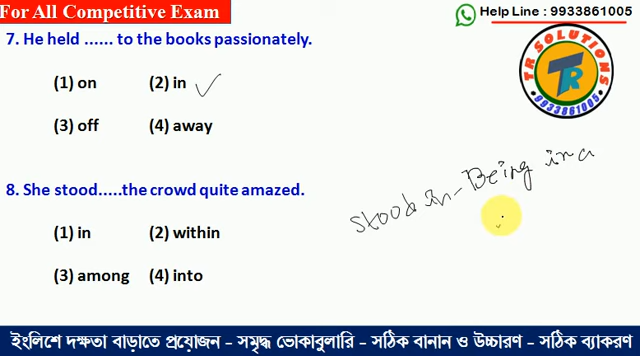 For All Competitive Exam
Help Line : 9933861005
7. He held ...... to the books passionately.
(1) on (2) in
(3) off (4) away
TR SOLUTIONS
TR
9933861005
8. She stood.....the crowd quite amazed.
(1) in (2) within
(3) among (4) into
stood in - Being in a
ইংলিশে দক্ষতা বাড়াতে প্রয়োজন - সমৃদ্ধ ভোকাবুলারি - সঠিক বানান ও উচ্চারণ - সঠিক ব্যাকরণ